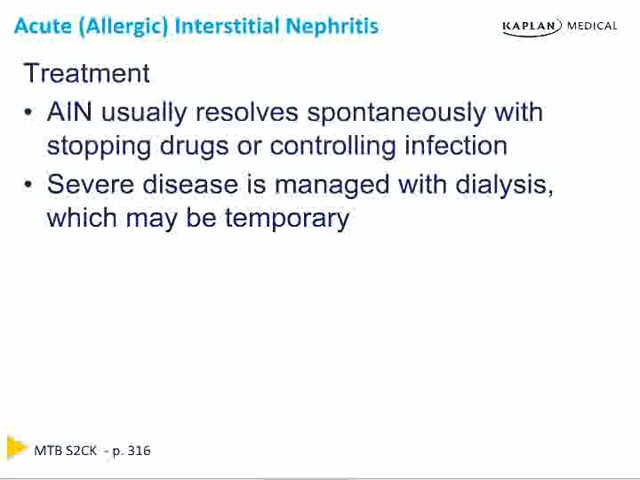 Acute (Allergic) Interstitial Nephritis
KAPLAN MEDICAL
Treatment
• AIN usually resolves spontaneously with
stopping drugs or controlling infection
• Severe disease is managed with dialysis,
which may be temporary
MTB S2CK - p. 316